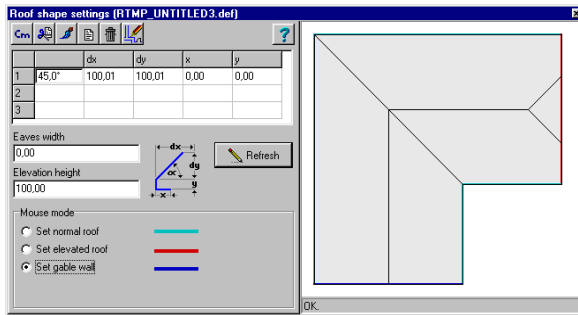 Roof shape settings (RTMP_UNTITLED3.def)
Cm ?
dx dy x y
1 45,0° 100,01 100,01 0,00 0,00
2
3
Eaves width
0,00
Elevation height
100,00
dx
dy
α
y
x
Refresh
Mouse mode
Set normal roof
Set elevated roof
Set gable wall
OK.